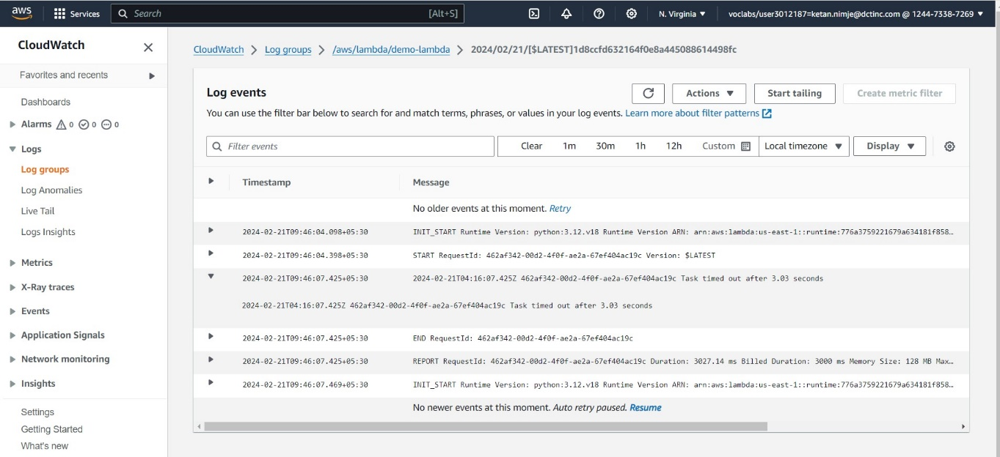 aws Services Search [Alt+S] N. Virginia voclabs/user3012187=ketan.nimje@dctinc.com @ 1244-7338-7269
CloudWatch
Favorites and recents
Dashboards
Alarms 0 0 0
Logs
Log groups
Log Anomalies
Live Tail
Logs Insights
Metrics
X-Ray traces
Events
Application Signals
Network monitoring
Insights
Settings
Getting Started
What's new
CloudWatch Log groups /aws/lambda/demo-lambda 2024/02/21/[$LATEST]1d8ccfd632164f0e8a445088614498fc
Log events
Actions Start tailing Create metric filter
You can use the filter bar below to search for and match terms, phrases, or values in your log events. Learn more about filter patterns
Filter events Clear 1m 30m 1h 12h Custom Local timezone Display
Timestamp Message
No older events at this moment. Retry
2024-02-21T09:46:04.098+05:30 INIT_START Runtime Version: python:3.12.v18 Runtime Version ARN: arn:aws:lambda:us-east-1::runtime:776a3759221679a634181f858…
2024-02-21T09:46:04.398+05:30 START RequestId: 462af342-00d2-4f0f-ae2a-67ef404ac19c Version: $LATEST
2024-02-21T09:46:07.425+05:30 2024-02-21T04:16:07.425Z 462af342-00d2-4f0f-ae2a-67ef404ac19c Task timed out after 3.03 seconds
2024-02-21T04:16:07.425Z 462af342-00d2-4f0f-ae2a-67ef404ac19c Task timed out after 3.03 seconds
2024-02-21T09:46:07.425+05:30 END RequestId: 462af342-00d2-4f0f-ae2a-67ef404ac19c
2024-02-21T09:46:07.425+05:30 REPORT RequestId: 462af342-00d2-4f0f-ae2a-67ef404ac19c Duration: 3027.14 ms Billed Duration: 3000 ms Memory Size: 128 MB Max…
2024-02-21T09:46:07.469+05:30 INIT_START Runtime Version: python:3.12.v18 Runtime Version ARN: arn:aws:lambda:us-east-1::runtime:776a3759221679a634181f858…
No newer events at this moment. Auto retry paused. Resume